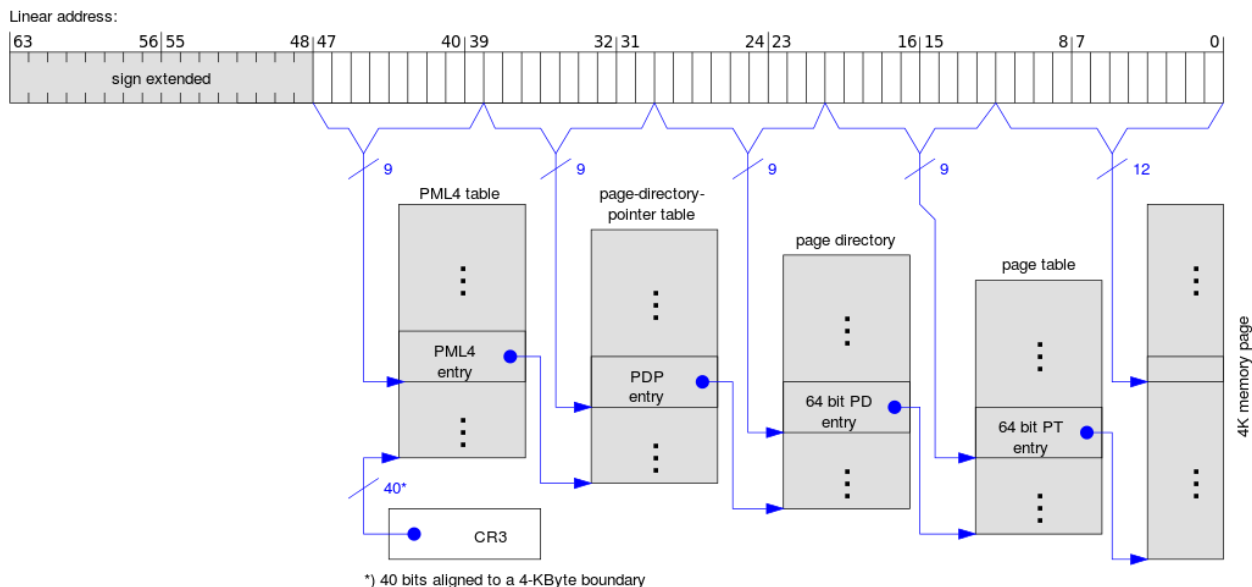 Linear address:
63 56 55 48 47 40 39 32 31 24 23 16 15 8 7 0
sign extended
9 9 9 9 12
PML4 table
page-directory-
pointer table
page directory
page table
PML4
entry
PDP
entry
64 bit PD
entry
64 bit PT
entry
4K memory page
40*
CR3
*) 40 bits aligned to a 4-KByte boundary